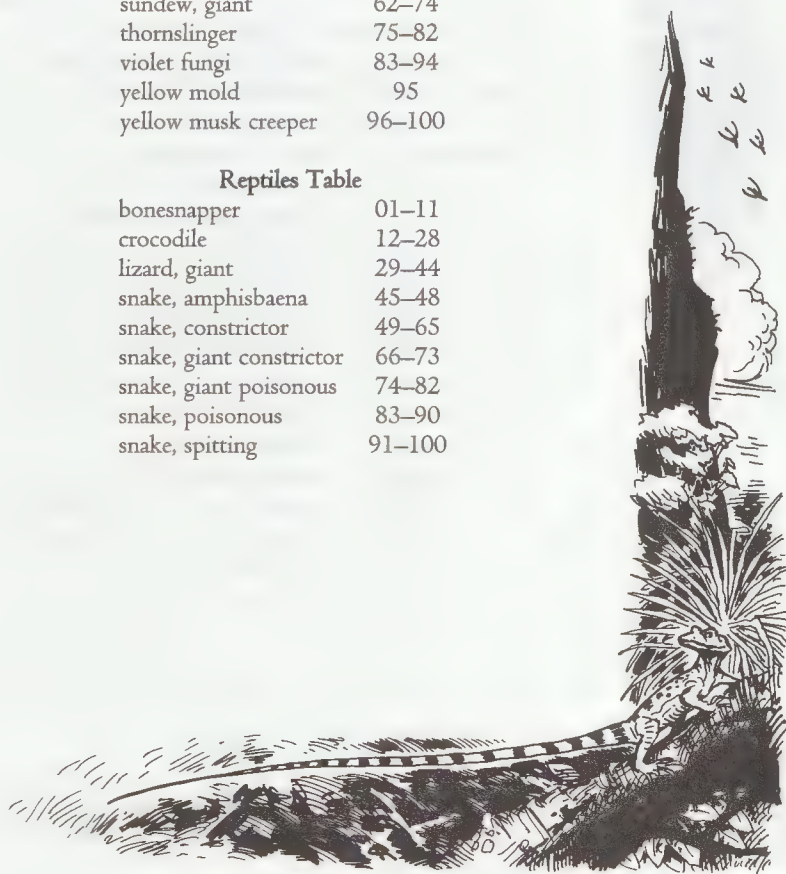 sundew, giant 62–74
thornslinger 75–82
violet fungi 83–94
yellow mold 95
yellow musk creeper 96–100
Reptiles Table
bonesnapper 01–11
crocodile 12–28
lizard, giant 29–44
snake, amphisbaena 45–48
snake, constrictor 49–65
snake, giant constrictor 66–73
snake, giant poisonous 74–82
snake, poisonous 83–90
snake, spitting 91–100